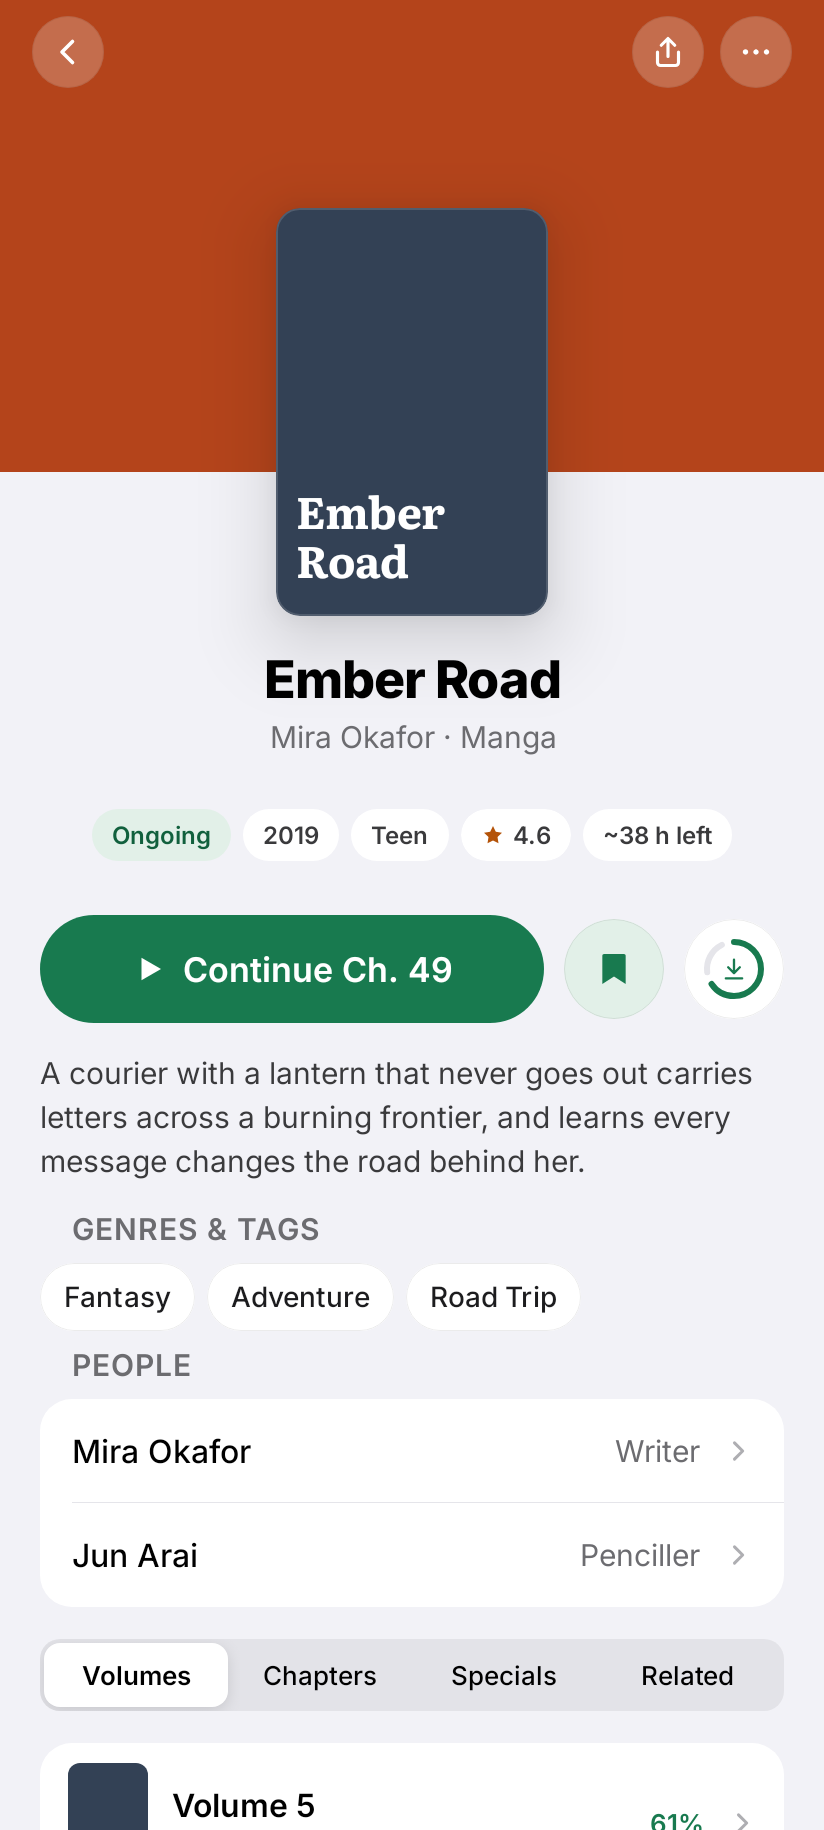 Ember
Road
Ember Road
Mira Okafor · Manga
Ongoing
2019
Teen
4.6
~38 h left
Continue Ch. 49
A courier with a lantern that never goes out carries
letters across a burning frontier, and learns every
message changes the road behind her.
GENRES & TAGS
Fantasy
Adventure
Road Trip
PEOPLE
Mira Okafor
Writer
Jun Arai
Penciller
Volumes
Chapters
Specials
Related
Volume 5
61%